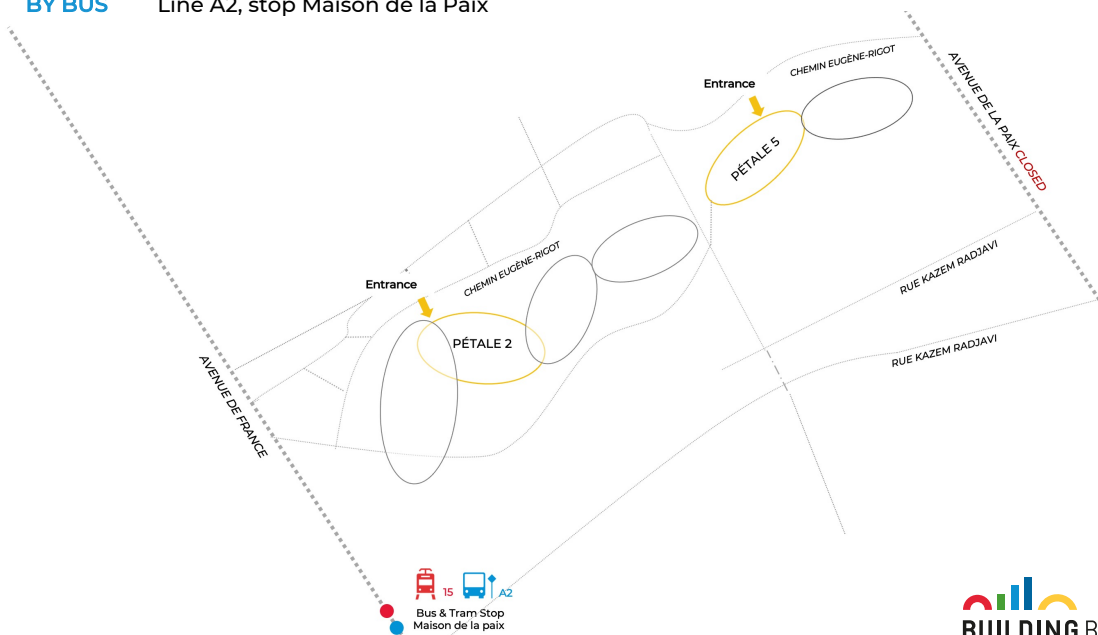 BY BUS Line A2, stop Maison de la Paix
CHEMIN EUGÈNE-RIGOT
Entrance
AVENUE DE LA PAIX CLOSED
PÉTALE 5
RUE KAZEM RADJAVI
CHEMIN EUGÈNE-RIGOT
Entrance
PÉTALE 2
RUE KAZEM RADJAVI
AVENUE DE FRANCE
15 A2
Bus & Tram Stop
Maison de la paix
BUILDING